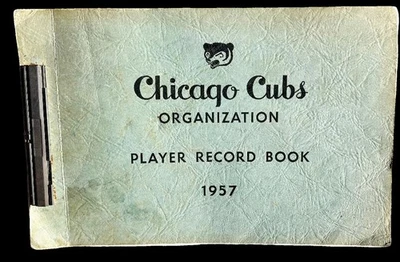 Chicago Cubs
ORGANIZATION
PLAYER RECORD BOOK
1957